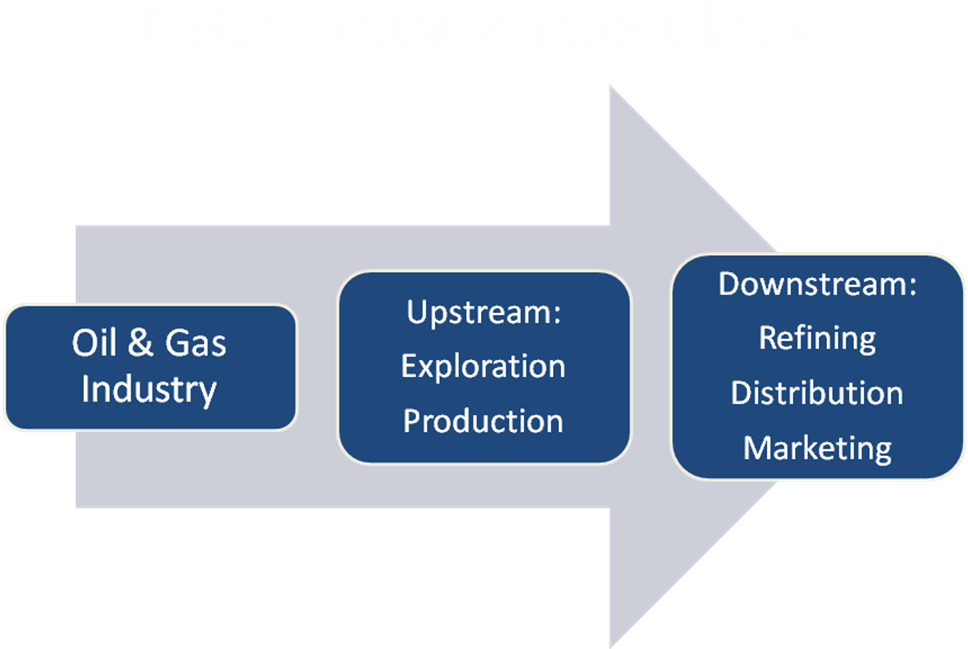 Oil & Gas
Industry
Upstream:
Exploration
Production
Downstream:
Refining
Distribution
Marketing